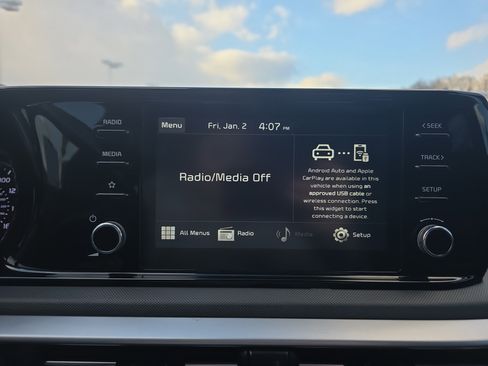 RADIO
MEDIA
Menu Fri, Jan. 2 4:07 PM
Radio/Media Off
Android Auto and Apple
CarPlay are available in this
vehicle when using an
approved USB cable or
wireless connection. Press
this widget to start
connecting a device.
All Menus Radio Media Setup
< SEEK
TRACK >
SETUP
12